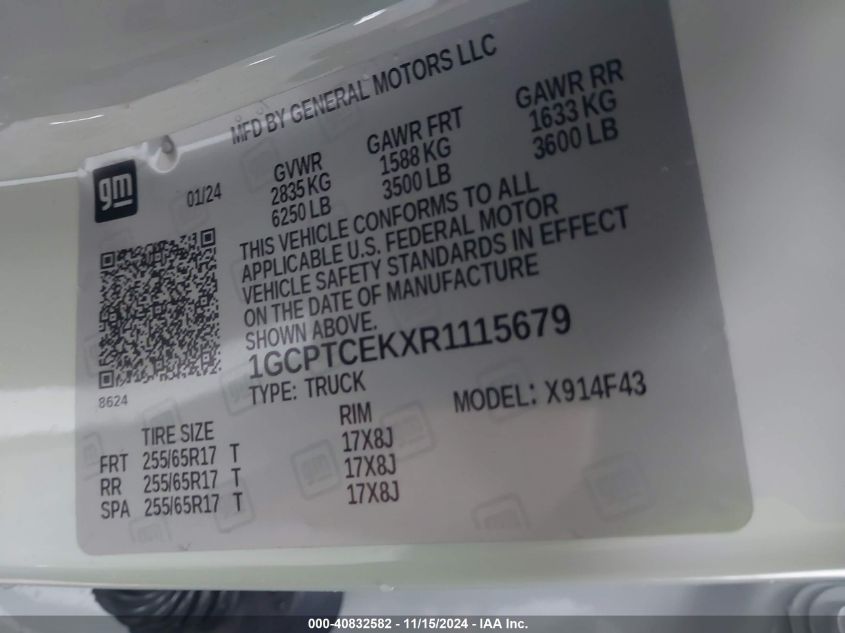 MFD BY GENERAL MOTORS LLC
gm
01/24
GVWR
2835 KG
6250 LB
GAWR FRT
1588 KG
3500 LB
GAWR RR
1633 KG
3600 LB
THIS VEHICLE CONFORMS TO ALL
APPLICABLE U.S. FEDERAL MOTOR
VEHICLE SAFETY STANDARDS IN EFFECT
ON THE DATE OF MANUFACTURE
SHOWN ABOVE.
1GCPTCEKXR1115679
8624
TYPE: TRUCK
MODEL: X914F43
TIRE SIZE
RIM
FRT 255/65R17 T 17X8J
RR 255/65R17 T 17X8J
SPA 255/65R17 T 17X8J
000-40832582 - 11/15/2024 - IAA Inc.